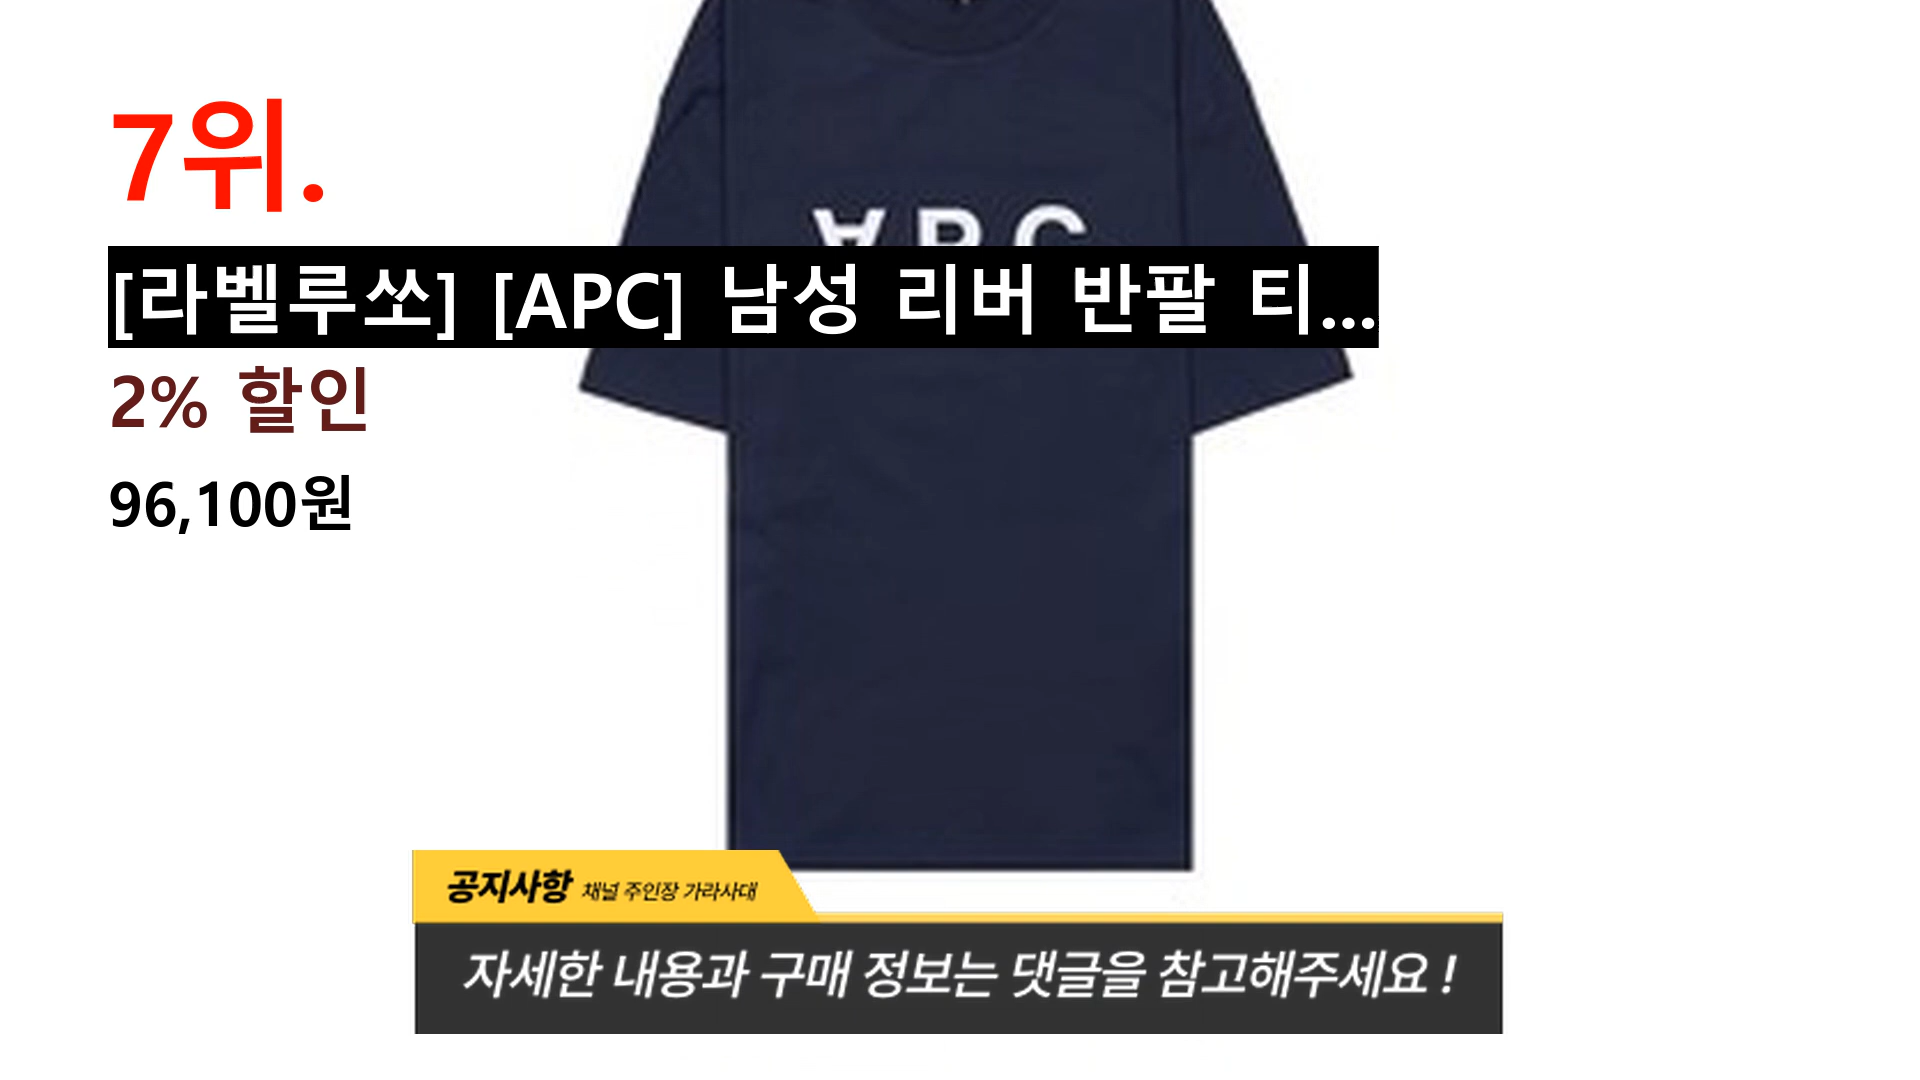 7위.
ⱯPC
[라벨루쏘] [APC] 남성 리버 반팔 티...
2% 할인
96,100원
공지사항 채널 주인장 가라사대
자세한 내용과 구매 정보는 댓글을 참고해주세요 !